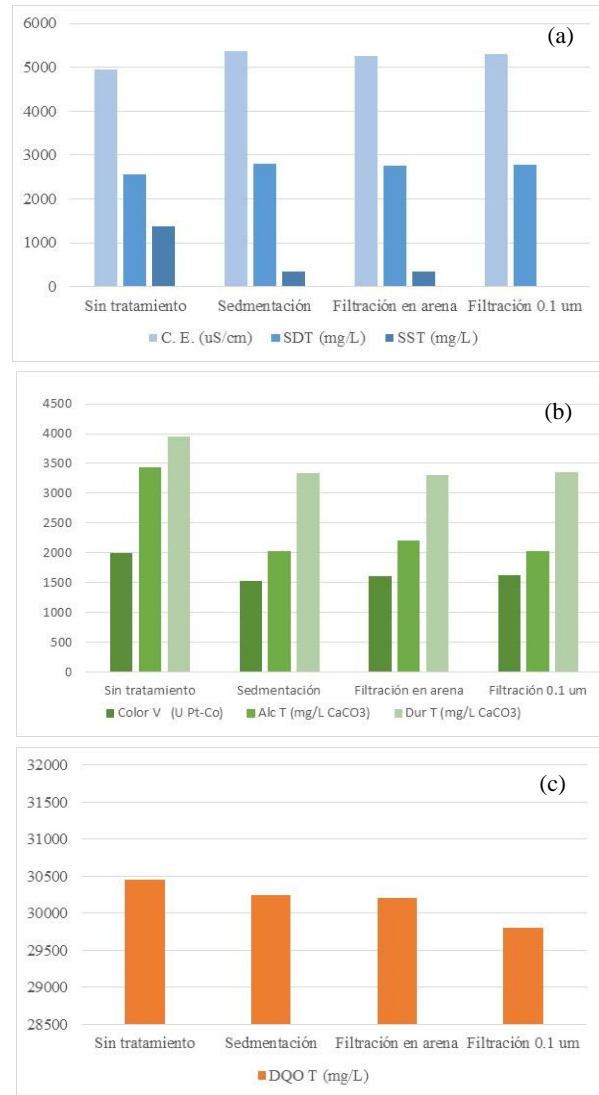 (a)
6000
5000
4000
3000
2000
1000
0
Sin tratamiento Sedmentación Filtración en arena Filtración 0.1 um
C. E. (uS/cm) SDT (mg/L) SST (mg/L)
(b)
4500
4000
3500
3000
2500
2000
1500
1000
500
0
Sin tratamiento Sedmentación Filtración en arena Filtración 0.1 um
Color V (U Pt-Co) Alc T (mg/L CaCO3) Dur T (mg/L CaCO3)
(c)
32000
31500
31000
30500
30000
29500
29000
28500
Sin tratamiento Sedmentación Filtración en arena Filtración 0.1 um
DQO T (mg/L)